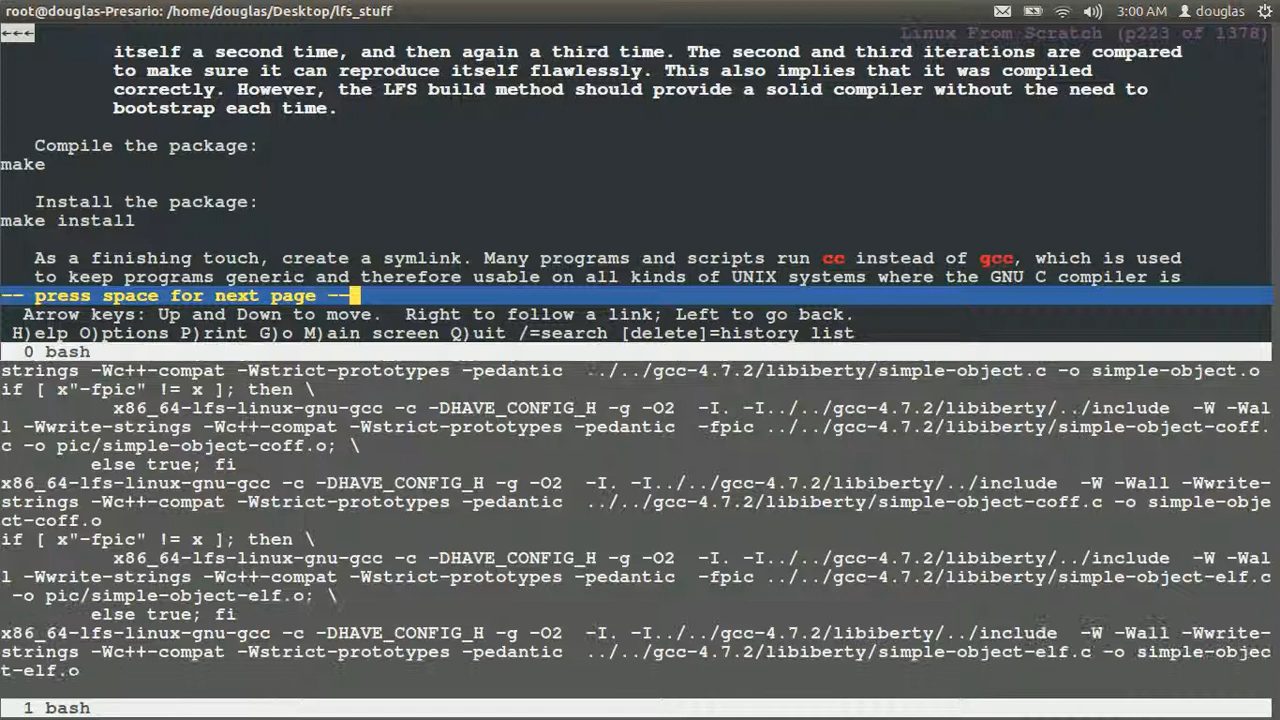 root@douglas-Presario: /home/douglas/Desktop/lfs_stuff 3:00 AM douglas
←←← Linux From Scratch (p223 of 1378)
itself a second time, and then again a third time. The second and third iterations are compared
to make sure it can reproduce itself flawlessly. This also implies that it was compiled
correctly. However, the LFS build method should provide a solid compiler without the need to
bootstrap each time.
Compile the package:
make
Install the package:
make install
As a finishing touch, create a symlink. Many programs and scripts run cc instead of gcc, which is used
to keep programs generic and therefore usable on all kinds of UNIX systems where the GNU C compiler is
-- press space for next page --
Arrow keys: Up and Down to move.  Right to follow a link; Left to go back.
H)elp O)ptions P)rint G)o M)ain screen Q)uit /=search [delete]=history list
0 bash
strings -Wc++-compat -Wstrict-prototypes -pedantic  ../../gcc-4.7.2/libiberty/simple-object.c -o simple-object.o
if [ x"-fpic" != x ]; then \
x86_64-lfs-linux-gnu-gcc -c -DHAVE_CONFIG_H -g -O2  -I. -I../../gcc-4.7.2/libiberty/../include  -W -Wal
l -Wwrite-strings -Wc++-compat -Wstrict-prototypes -pedantic  -fpic ../../gcc-4.7.2/libiberty/simple-object-coff.
c -o pic/simple-object-coff.o; \
else true; fi
x86_64-lfs-linux-gnu-gcc -c -DHAVE_CONFIG_H -g -O2  -I. -I../../gcc-4.7.2/libiberty/../include  -W -Wall -Wwrite-
strings -Wc++-compat -Wstrict-prototypes -pedantic  ../../gcc-4.7.2/libiberty/simple-object-coff.c -o simple-obje
ct-coff.o
if [ x"-fpic" != x ]; then \
x86_64-lfs-linux-gnu-gcc -c -DHAVE_CONFIG_H -g -O2  -I. -I../../gcc-4.7.2/libiberty/../include  -W -Wal
l -Wwrite-strings -Wc++-compat -Wstrict-prototypes -pedantic  -fpic ../../gcc-4.7.2/libiberty/simple-object-elf.c
-o pic/simple-object-elf.o; \
else true; fi
x86_64-lfs-linux-gnu-gcc -c -DHAVE_CONFIG_H -g -O2  -I. -I../../gcc-4.7.2/libiberty/../include  -W -Wall -Wwrite-
strings -Wc++-compat -Wstrict-prototypes -pedantic  ../../gcc-4.7.2/libiberty/simple-object-elf.c -o simple-objec
t-elf.o
1 bash